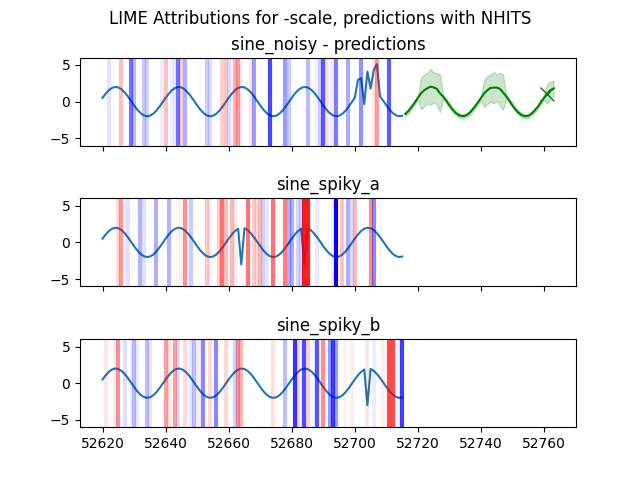 LIME Attributions for -scale, predictions with NHITS
sine_noisy - predictions
5
0
−5
sine_spiky_a
5
0
−5
sine_spiky_b
5
0
−5
52620 52640 52660 52680 52700 52720 52740 52760